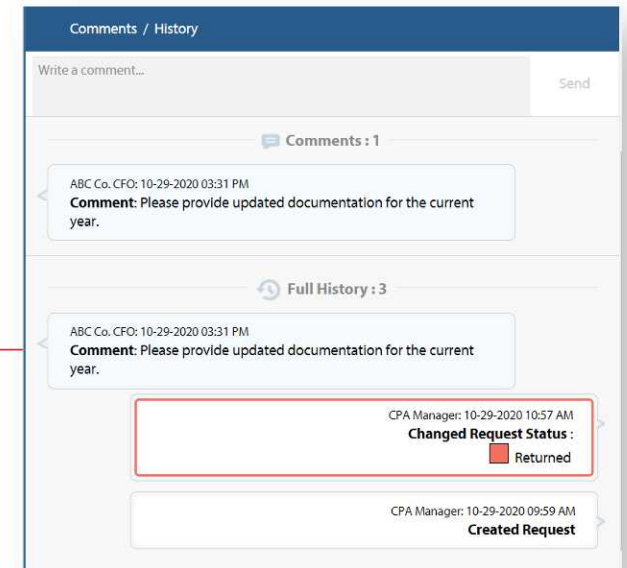 Comments / History
Write a comment...
Send
Comments : 1
ABC Co. CFO: 10-29-2020 03:31 PM
Comment: Please provide updated documentation for the current
year.
Full History : 3
ABC Co. CFO: 10-29-2020 03:31 PM
Comment: Please provide updated documentation for the current
year.
CPA Manager: 10-29-2020 10:57 AM
Changed Request Status :
Returned
CPA Manager: 10-29-2020 09:59 AM
Created Request